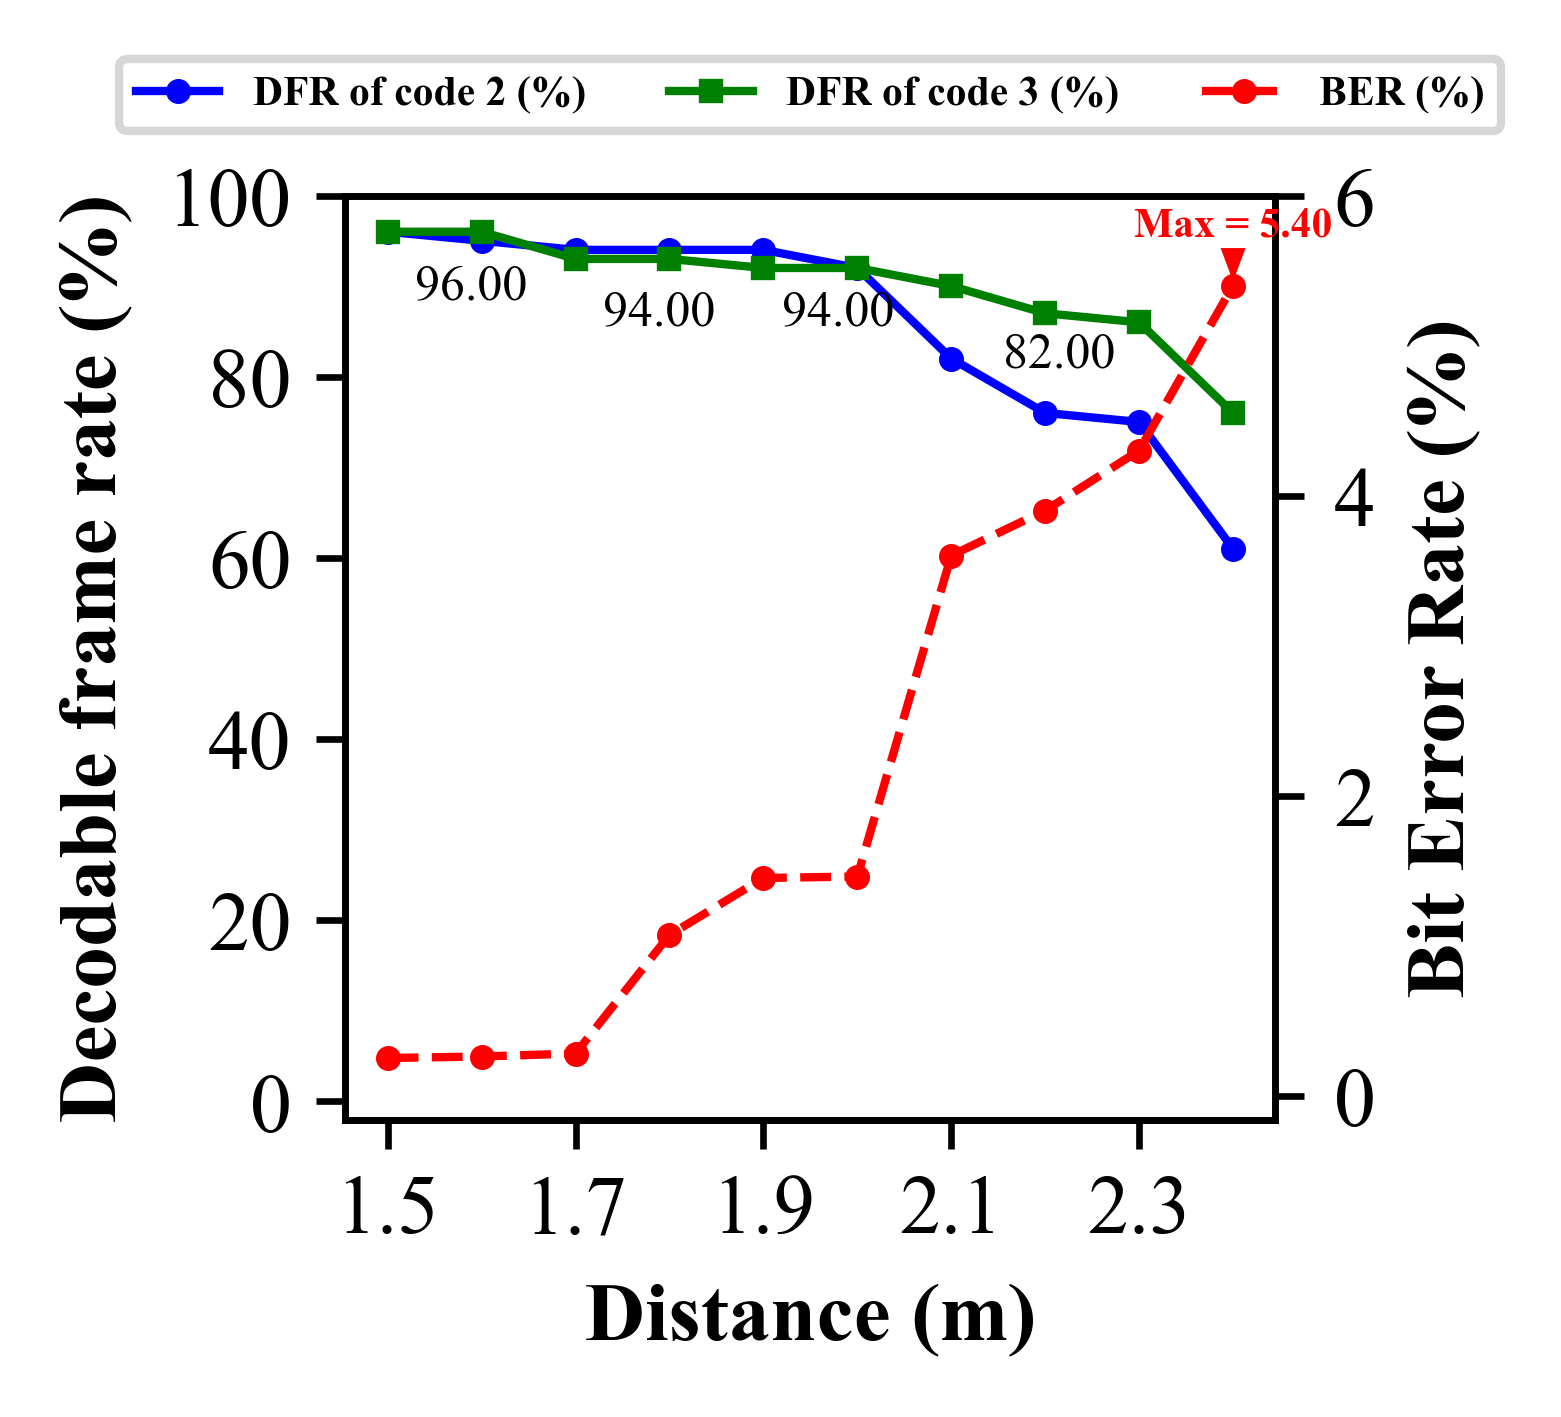 DFR of code 2 (%) DFR of code 3 (%) BER (%)
Decodable frame rate (%)
100
80
60
40
20
0
96.00
94.00
94.00
82.00
Max = 5.40
6
4
2
0
Bit Error Rate (%)
1.5 1.7 1.9 2.1 2.3
Distance (m)